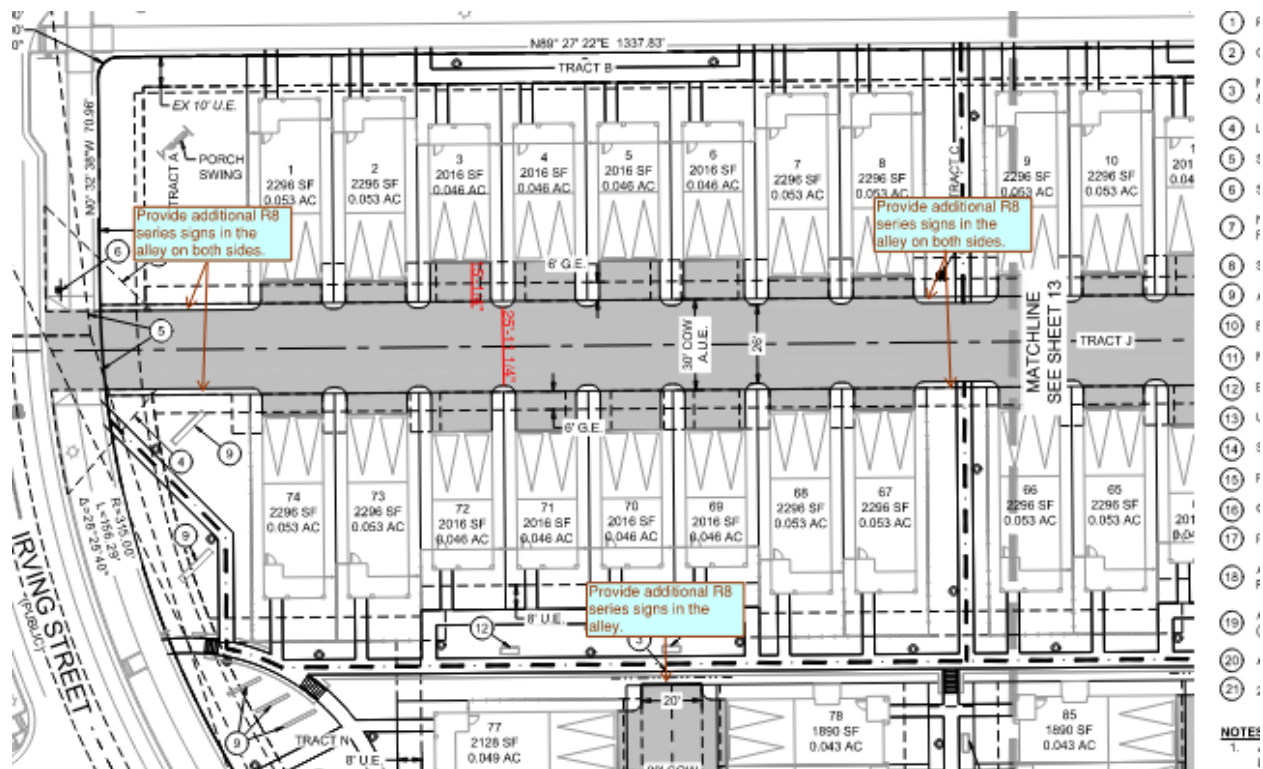 N89° 27' 22"E 1337.83'
TRACT B
EX 10' U.E.
N0° 32' 38"W 70.96'
TRACT A
PORCH
SWING
1
2296 SF
0.053 AC
2
2296 SF
0.053 AC
3
2016 SF
0.046 AC
4
2016 SF
0.046 AC
5
2016 SF
0.046 AC
6
2016 SF
0.046 AC
7
2296 SF
0.053 AC
8
2296 SF
0.053 AC
TRACT C
9
2296 SF
0.053 AC
10
2296 SF
0.053 AC
Provide additional R8
series signs in the
alley on both sides.
Provide additional R8
series signs in the
alley on both sides.
6
6' G.E.
5
25'-11 1/4"
30' COW
A.U.E.
26'
MATCHLINE
SEE SHEET 13
TRACT J
6' G.E.
9
4
74
2296 SF
0.053 AC
73
2296 SF
0.053 AC
72
2016 SF
0.046 AC
71
2016 SF
0.046 AC
70
2016 SF
0.046 AC
69
2016 SF
0.046 AC
68
2296 SF
0.053 AC
67
2296 SF
0.053 AC
66
2296 SF
0.053 AC
65
2296 SF
0.053 AC
R=315.00'
L=156.29'
Δ=28°25'40"
9
IRVING STREET
(PUBLIC)
Provide additional R8
series signs in the
alley.
8' U.E.
12
3
20'
9
TRACT N
8' U.E.
77
2128 SF
0.049 AC
78
1890 SF
0.043 AC
85
1890 SF
0.043 AC
1
2
3
4
5
6
7
8
9
10
11
12
13
14
15
16
17
18
19
20
21
NOTES
1.